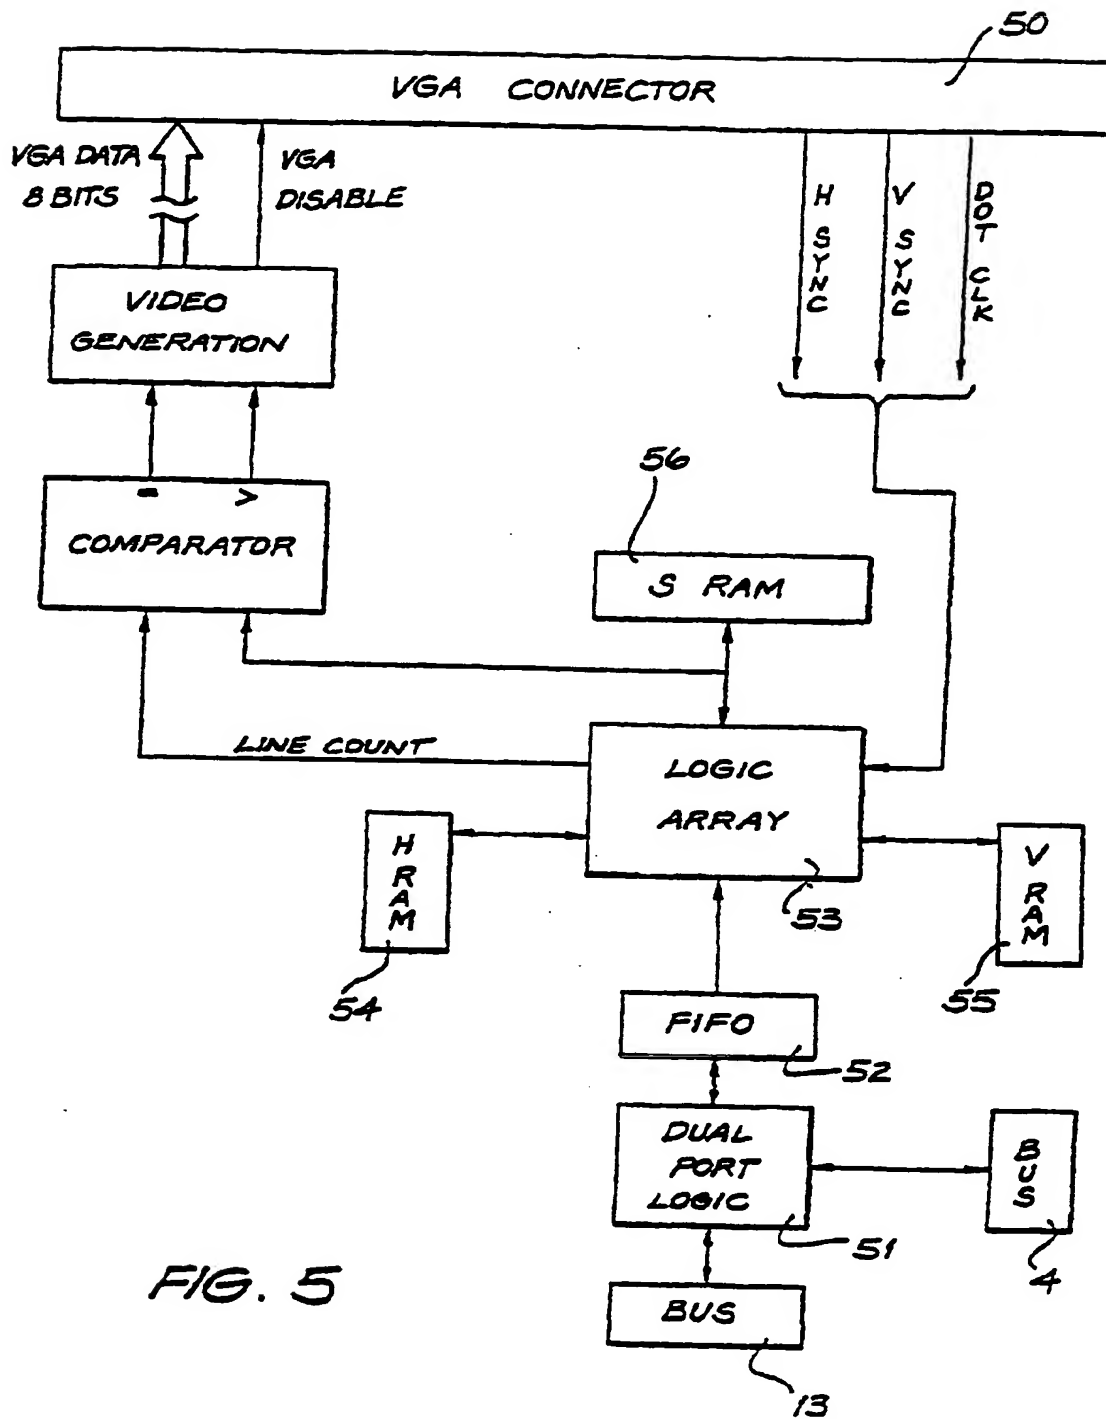 50
VGA CONNECTOR
VGA DATA
8 BITS
VGA
DISABLE
H SYNC
V SYNC
DOT CLK
VIDEO
GENERATION
= >
COMPARATOR
56
S RAM
LINE COUNT
LOGIC
ARRAY
53
H RAM
54
V RAM
55
FIFO
52
DUAL
PORT
LOGIC
51
BUS
4
BUS
13
FIG. 5